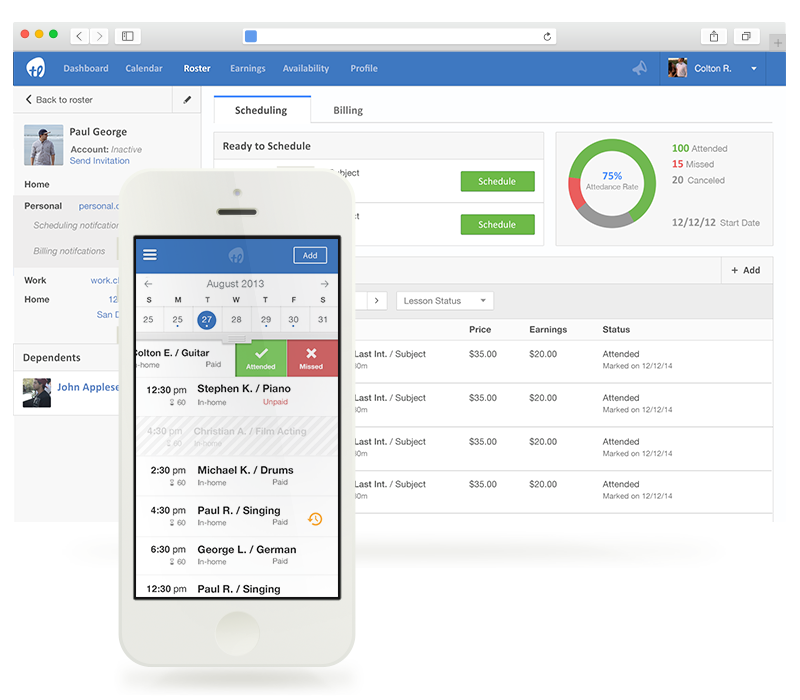 Dashboard Calendar Roster Earnings Availability Profile Colton R.
Back to roster
Paul George
Account: Inactive
Send Invitation
Home
Personal personal.
Scheduling notifcation
Billing notifcations
Work work.c
Home 12
San D
Dependents
John Applese
Scheduling Billing
Ready to Schedule
ubject
Schedule
Schedule
75%
Attedance Rate
100 Attended
15 Missed
20 Canceled
12/12/12 Start Date
+ Add
Lesson Status
Price Earnings Status
Last Int. / Subject $35.00 $20.00 Attended
30m Marked on 12/12/14
Last Int. / Subject $35.00 $20.00 Attended
30m Marked on 12/12/14
Last Int. / Subject $35.00 $20.00 Attended
30m Marked on 12/12/14
Last Int. / Subject $35.00 $20.00 Attended
30m Marked on 12/12/14
Add
August 2013
S M T W T F S
25 25 27 28 29 30 31
Colton E. / Guitar
-home Paid
Attended Missed
12:30 pm Stephen K. / Piano
60 In-home Unpaid
4:30 pm Christian A. / Film Acting
60 In-home
2:30 pm Michael K. / Drums
60 In-home Paid
4:30 pm Paul R. / Singing
60 In-home Paid
6:30 pm George L. / German
60 In-home Paid
12:30 pm Paul R. / Singing